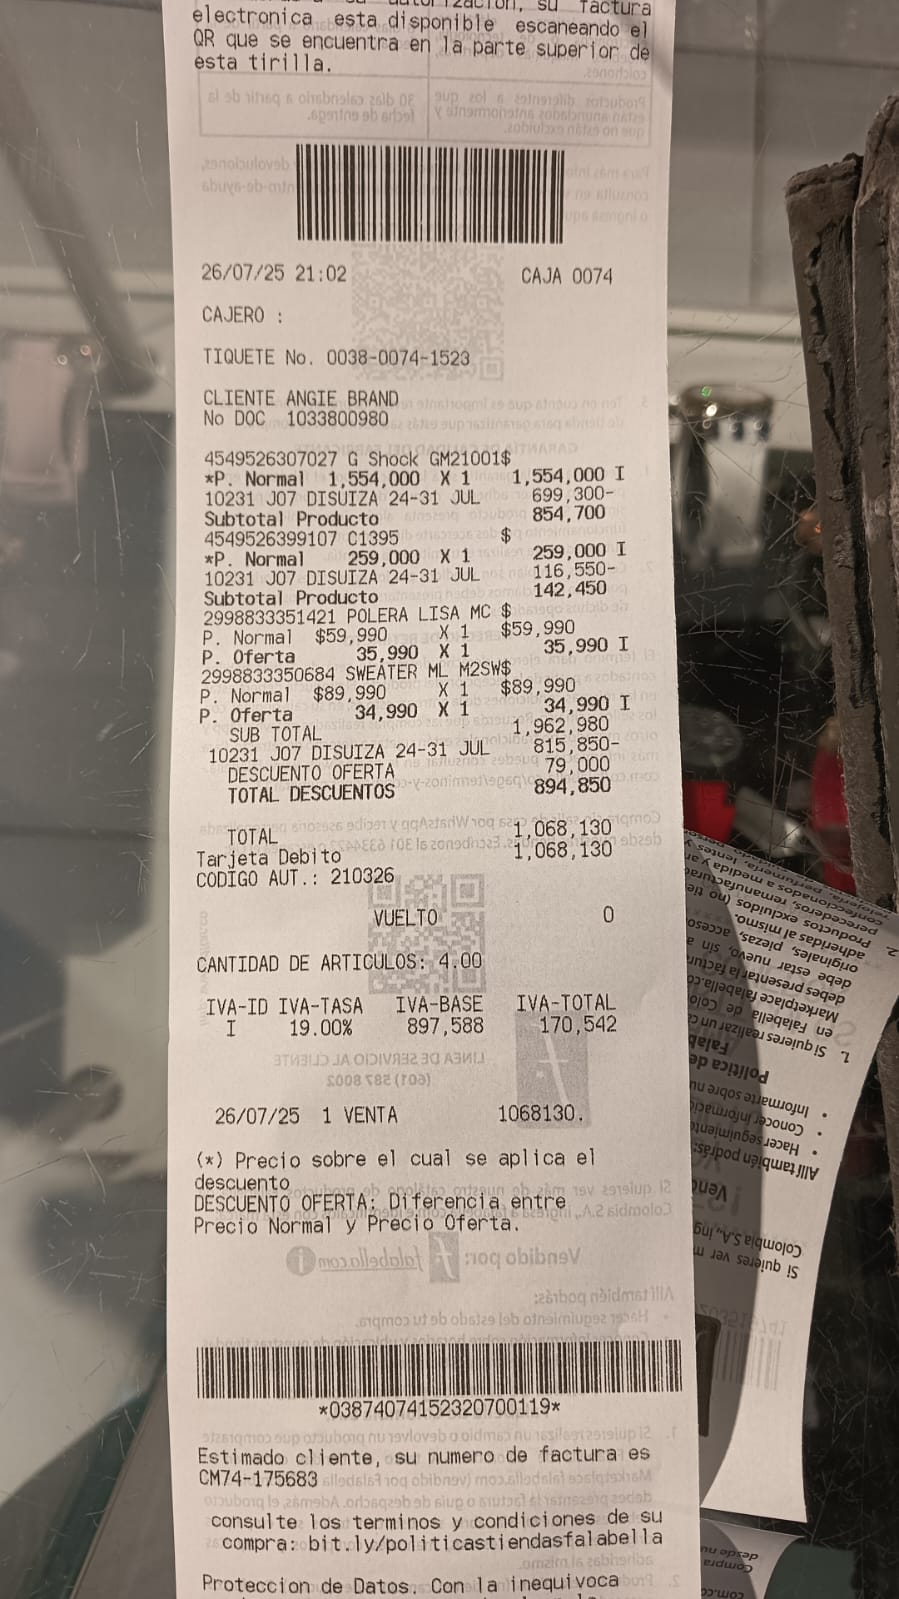 su factura
electronica esta disponible escaneando el
QR que se encuentra en la parte superior de
esta tirilla.
26/07/25 21:02 CAJA 0074
CAJERO :
TIQUETE No. 0038-0074-1523
CLIENTE ANGIE BRAND
No DOC 1033800980
4549526307027 G Shock GM21001$
*P. Normal 1,554,000 X 1 1,554,000 I
10231 J07 DISUIZA 24-31 JUL 699,300-
Subtotal Producto 854,700
4549526399107 C1395 $
*P. Normal 259,000 X 1 259,000 I
10231 J07 DISUIZA 24-31 JUL 116,550-
Subtotal Producto 142,450
2998833351421 POLERA LISA MC $
P. Normal $59,990 X 1 $59,990
P. Oferta 35,990 X 1 35,990 I
2998833350684 SWEATER ML M2SW$
P. Normal $89,990 X 1 $89,990
P. Oferta 34,990 X 1 34,990 I
SUB TOTAL 1,962,980
10231 J07 DISUIZA 24-31 JUL 815,850-
DESCUENTO OFERTA 79,000
TOTAL DESCUENTOS 894,850
TOTAL 1,068,130
Tarjeta Debito 1,068,130
CODIGO AUT.: 210326
VUELTO 0
CANTIDAD DE ARTICULOS: 4.00
IVA-ID IVA-TASA IVA-BASE IVA-TOTAL
I 19.00% 897,588 170,542
26/07/25 1 VENTA 1068130.
(*) Precio sobre el cual se aplica el
descuento
DESCUENTO OFERTA: Diferencia entre
Precio Normal y Precio Oferta.
*03874074152320700119*
Estimado cliente, su numero de factura es
CM74-175683
consulte los terminos y condiciones de su
compra: bit.ly/politicastiendasfalabella
Proteccion de Datos. Con la inequivoca